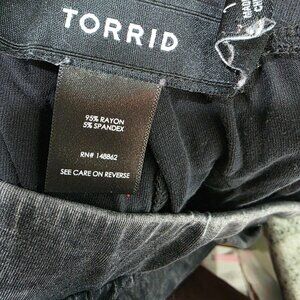 TORRID
95% RAYON
5% SPANDEX
RN# 148862
SEE CARE ON REVERSE